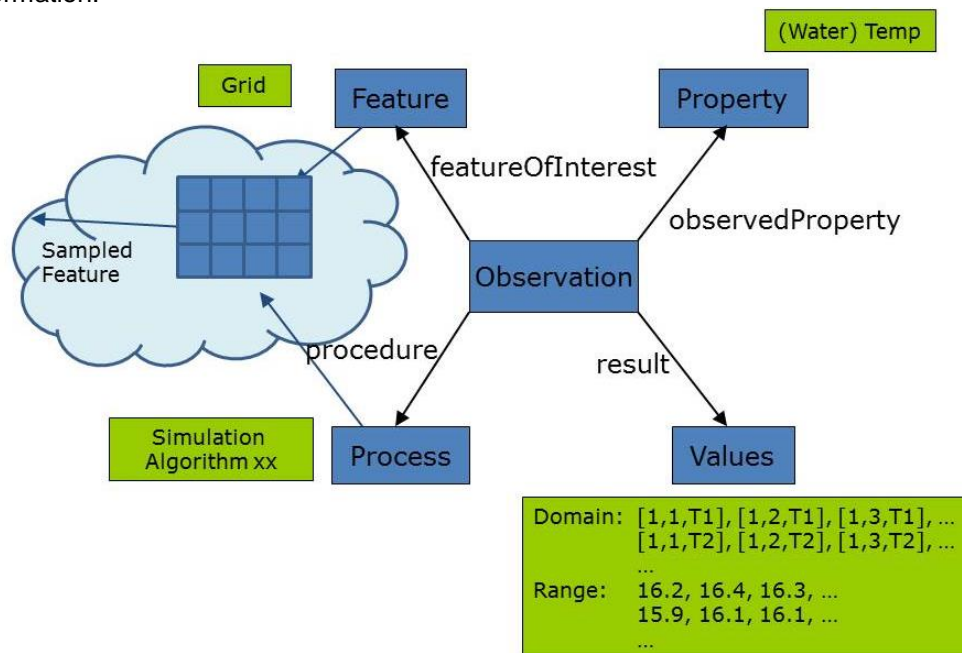 (Water) Temp
Grid
Feature
Property
featureOfInterest
observedProperty
Sampled
Feature
Observation
procedure
result
Simulation
Algorithm xx
Process
Values
Domain: [1,1,T1], [1,2,T1], [1,3,T1], ...
[1,1,T2], [1,2,T2], [1,3,T2], ...
...
Range: 16.2, 16.4, 16.3, ...
15.9, 16.1, 16.1, ...
...